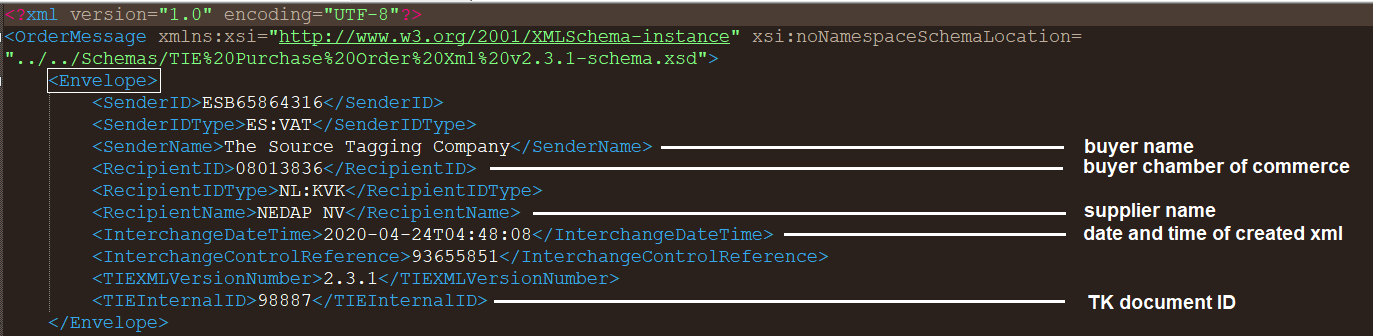 <?xml version="1.0" encoding="UTF-8"?>
<OrderMessage xmlns:xsi="http://www.w3.org/2001/XMLSchema-instance" xsi:noNamespaceSchemaLocation=
"../../Schemas/TIE%20Purchase%20Order%20Xml%20v2.3.1-schema.xsd">
<Envelope>
<SenderID>ESB65864316</SenderID>
<SenderIDType>ES:VAT</SenderIDType>
<SenderName>The Source Tagging Company</SenderName> buyer name
<RecipientID>08013836</RecipientID> buyer chamber of commerce
<RecipientIDType>NL:KVK</RecipientIDType>
<RecipientName>NEDAP NV</RecipientName> supplier name
<InterchangeDateTime>2020-04-24T04:48:08</InterchangeDateTime> date and time of created xml
<InterchangeControlReference>93655851</InterchangeControlReference>
<TIEXMLVersionNumber>2.3.1</TIEXMLVersionNumber>
<TIEInternalID>98887</TIEInternalID> TK document ID
</Envelope>